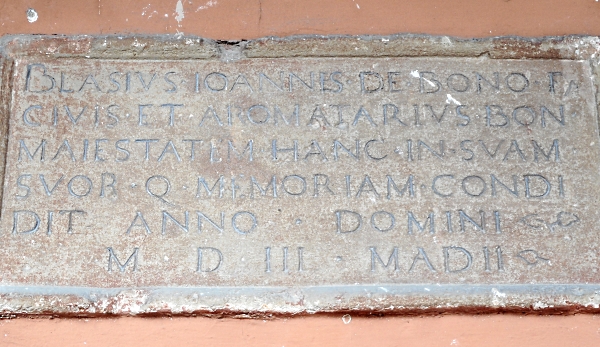 BLASIVS · IOANNIS · DE · BONO · F
CIVIS · ET AROMATARIVS · BON
MAIESTATEM HANC · IN · SVAM
SVOR · Q · MEMORIAM · CONDI
DIT ANNO · DOMINI
M D III · MADII